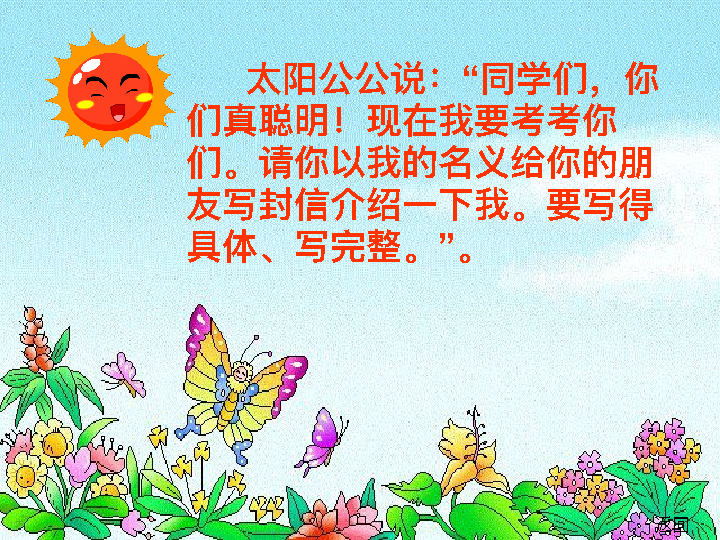 太阳公公说：“同学们，你
们真聪明！现在我要考考你
们。请你以我的名义给你的朋
友写封信介绍一下我。要写得
具体、写完整。”。
返回